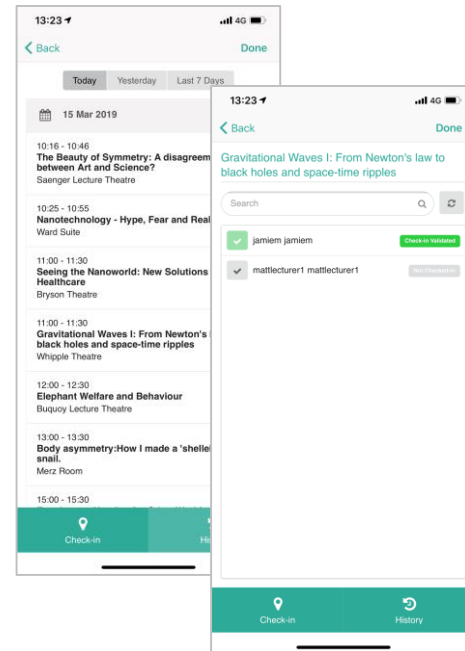 13:23
4G
Back
Done
Today
Yesterday
Last 7 Days
15 Mar 2019
10:16 - 10:46
The Beauty of Symmetry: A
between Art and Science?
Saenger Lecture Theatre
10:25 - 10:55
Nanotechnology - Hype, Fear and
Ward Suite
11:00 - 11:30
Seeing the Nanoworld: New Solutions
Healthcare
Bryson Theatre
11:00 - 11:30
Gravitational Waves I: From Newton's
black holes and space-time ripples
Whipple Theatre
12:00 - 12:30
Elephant Welfare and Behaviour
Buquoy Lecture Theatre
13:00 - 13:30
Body asymmetry:How I made a
snail.
Merz Room
15:00 - 15:30
Check-in
13:23
4G
Back
Done
Gravitational Waves I: From Newton's law to
black holes and space-time ripples
Search
jamiem jamiem
Check-in Validated
mattlecturer1 mattlecturer1
Not Checked-in
Check-in
History